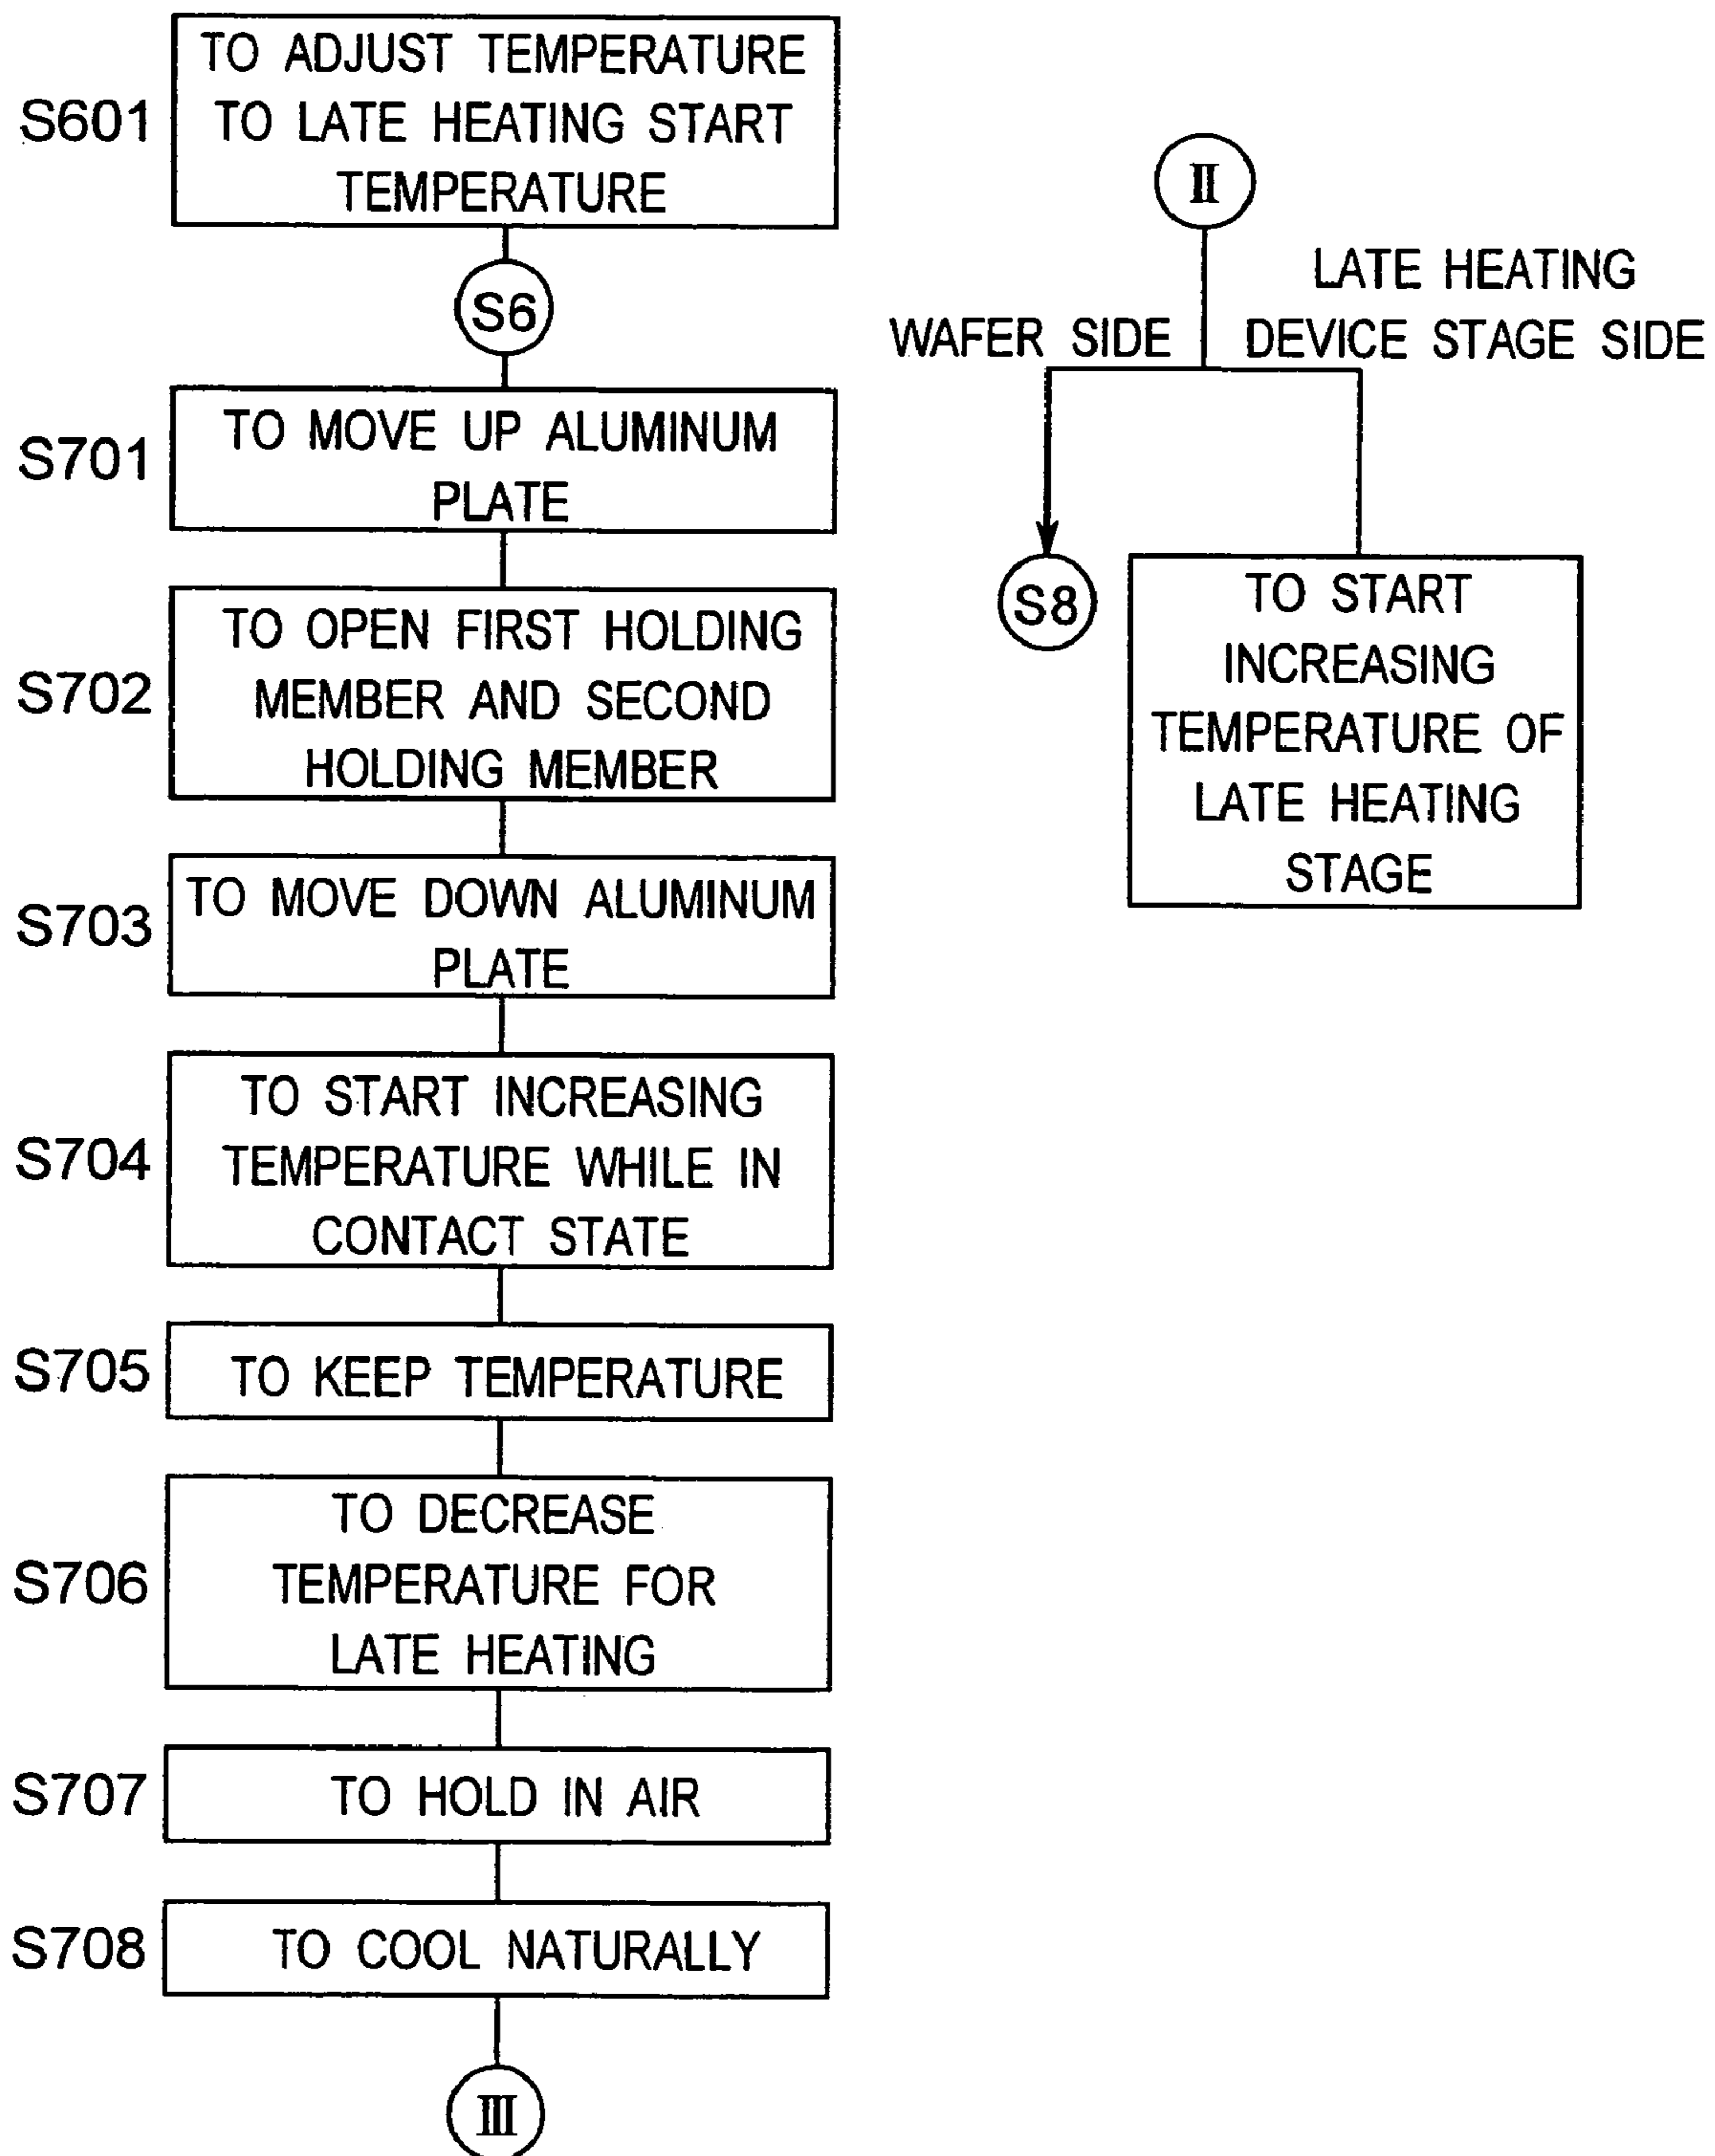 S601
TO ADJUST TEMPERATURE
TO LATE HEATING START
TEMPERATURE
S6
S701
TO MOVE UP ALUMINUM
PLATE
S702
TO OPEN FIRST HOLDING
MEMBER AND SECOND
HOLDING MEMBER
S703
TO MOVE DOWN ALUMINUM
PLATE
S704
TO START INCREASING
TEMPERATURE WHILE IN
CONTACT STATE
S705
TO KEEP TEMPERATURE
S706
TO DECREASE
TEMPERATURE FOR
LATE HEATING
S707
TO HOLD IN AIR
S708
TO COOL NATURALLY
III
II
WAFER SIDE
LATE HEATING
DEVICE STAGE SIDE
S8
TO START
INCREASING
TEMPERATURE OF
LATE HEATING
STAGE